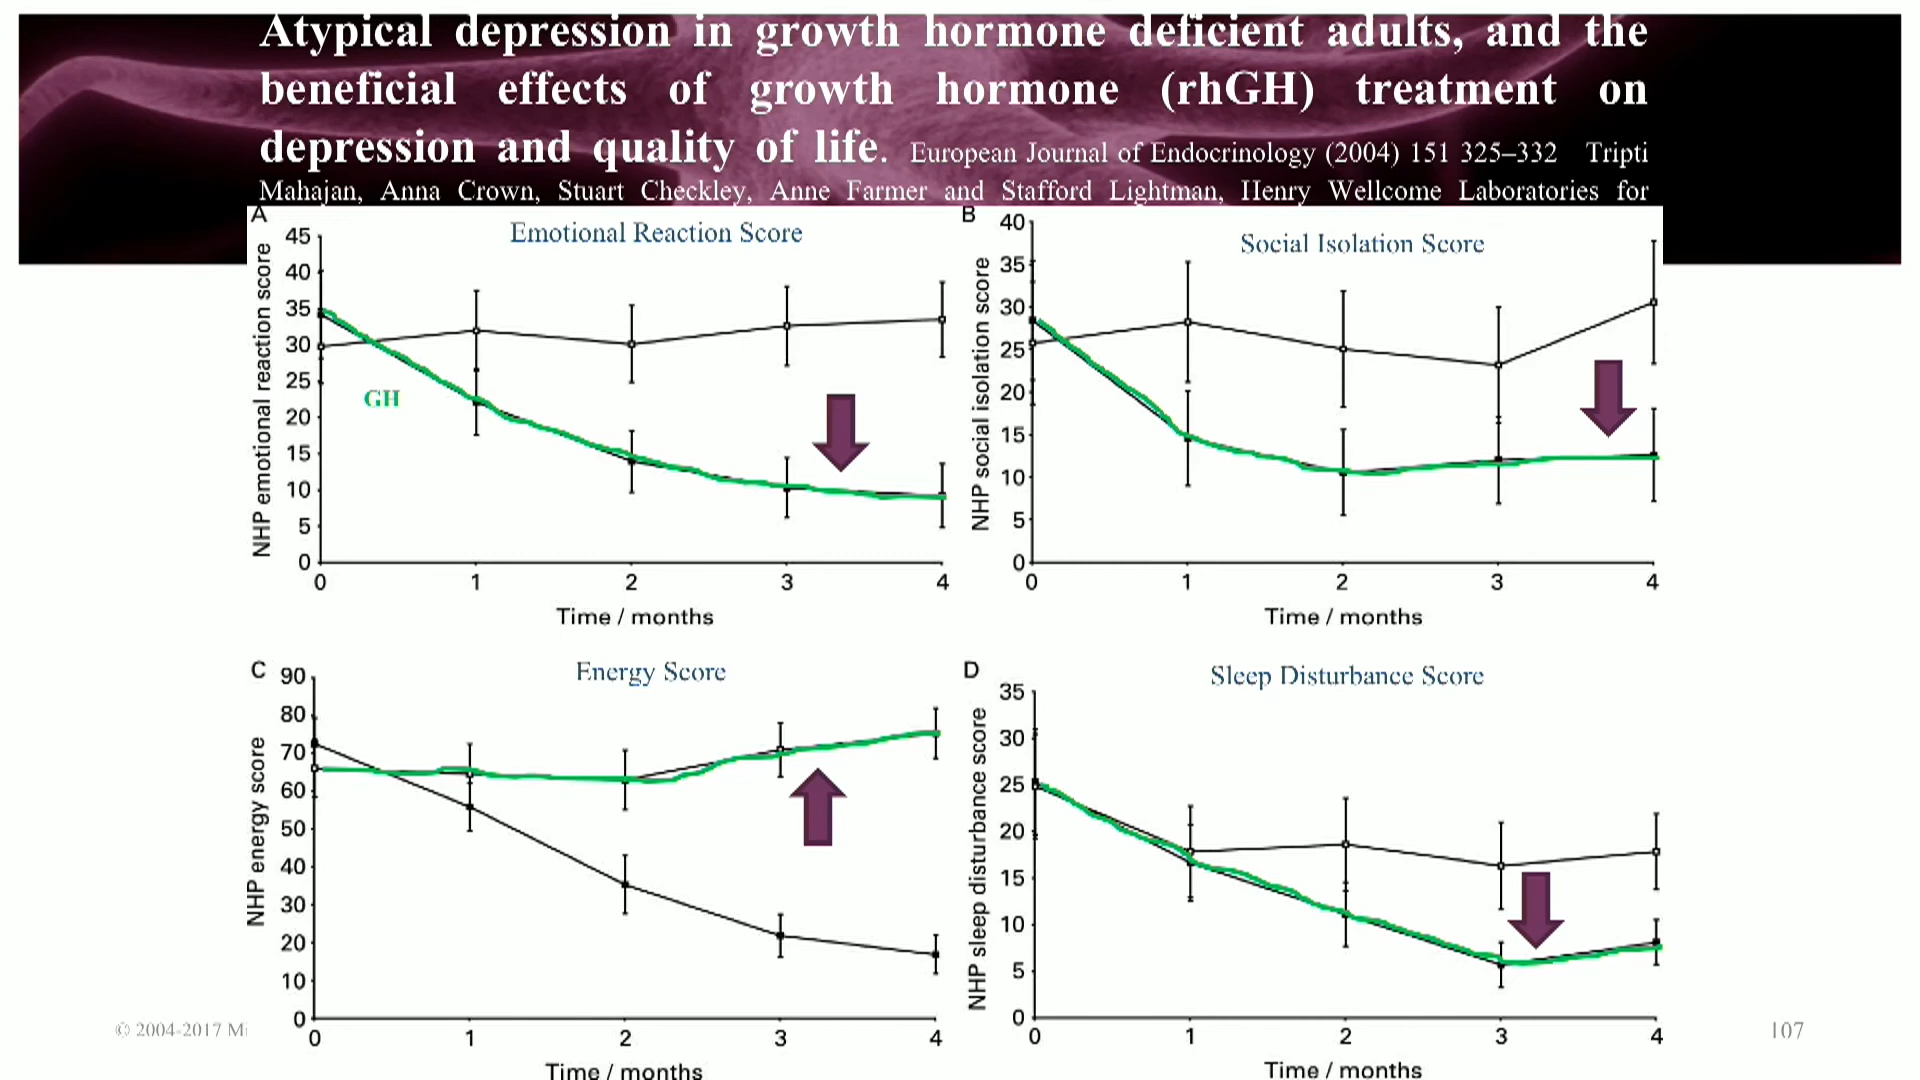 Atypical depression in growth hormone deficient adults, and the
beneficial effects of growth hormone (rhGH) treatment on
depression and quality of life. European Journal of Endocrinology (2004) 151 325–332 Tripti
Mahajan, Anna Crown, Stuart Checkley, Anne Farmer and Stafford Lightman, Henry Wellcome Laboratories for
A
Emotional Reaction Score
NHP emotional reaction score
45
40
35
30
25
20
15
10
5
0
GH
0 1 2 3 4
Time / months
B
Social Isolation Score
NHP social isolation score
40
35
30
25
20
15
10
5
0
0 1 2 3 4
Time / months
C
Energy Score
NHP energy score
90
80
70
60
50
40
30
20
10
0
0 1 2 3 4
Time / months
D
Sleep Disturbance Score
NHP sleep disturbance score
35
30
25
20
15
10
5
0
0 1 2 3 4
Time / months
© 2004-2017 Mi
107